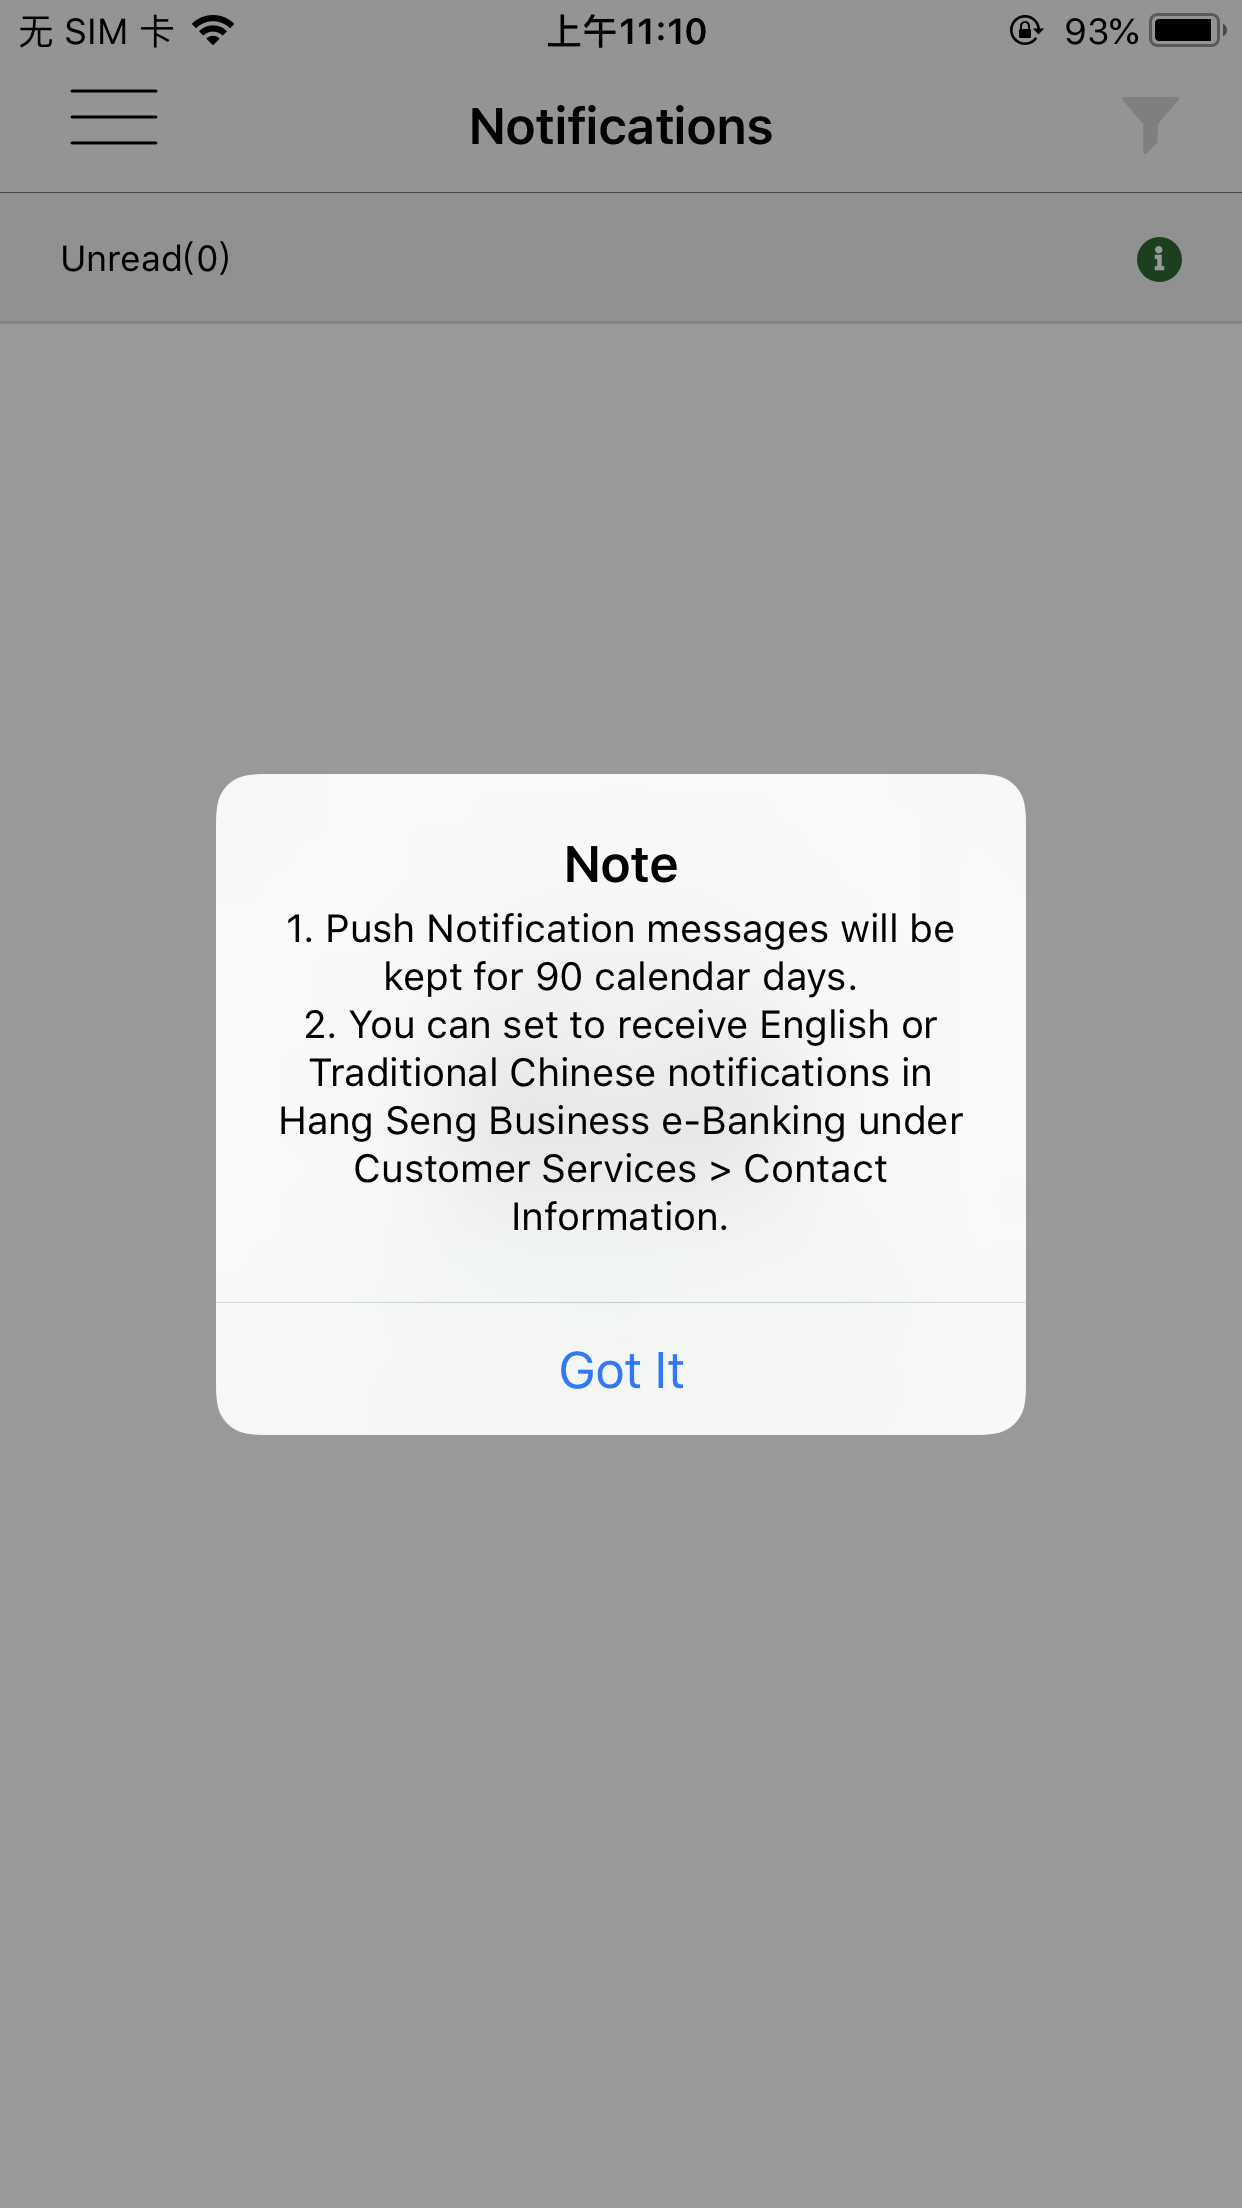 无 SIM 卡
上午11:10
93%
Notifications
Unread(0)
Note
1. Push Notification messages will be
kept for 90 calendar days.
2. You can set to receive English or
Traditional Chinese notifications in
Hang Seng Business e-Banking under
Customer Services > Contact
Information.
Got It